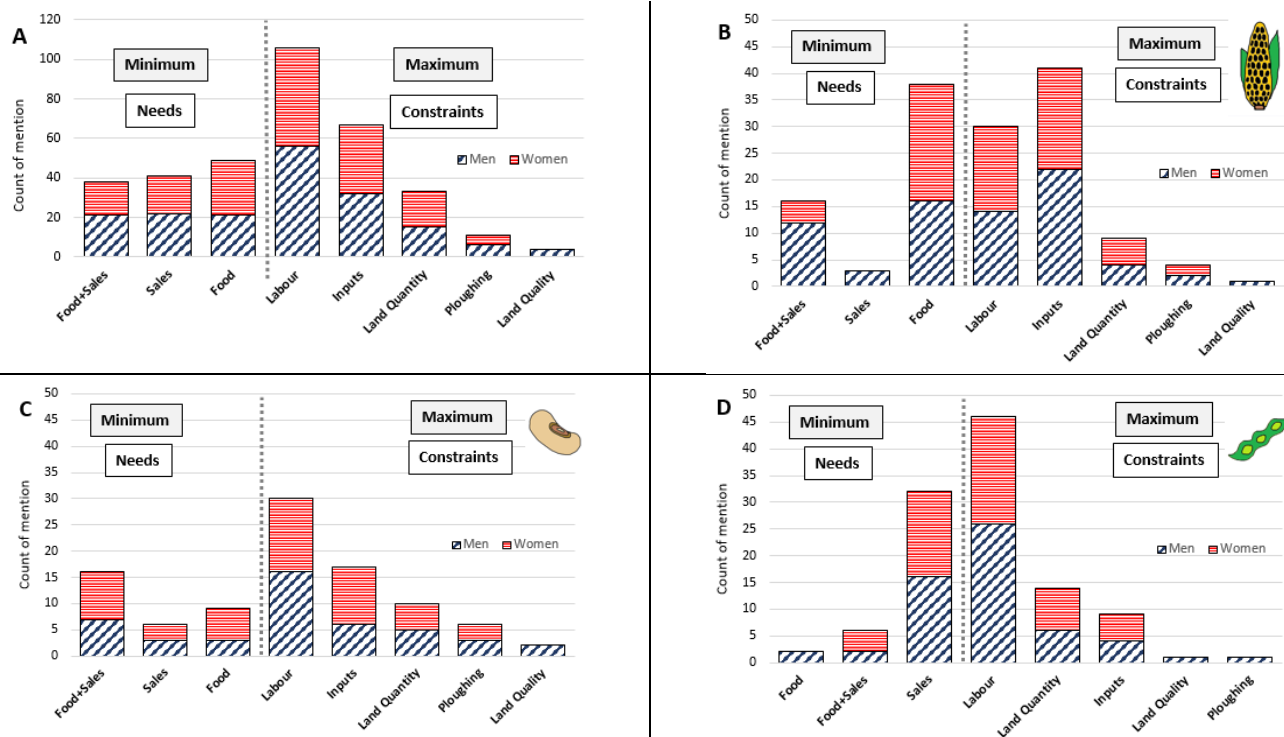 A
Minimum
Needs
Maximum
Constraints
Men
Women
Count of mention
120
100
80
60
40
20
0
Food+Sales
Sales
Food
Labour
Inputs
Land Quantity
Ploughing
Land Quality
B
Minimum
Needs
Maximum
Constraints
Men
Women
Count of mention
50
45
40
35
30
25
20
15
10
5
0
Food+Sales
Sales
Food
Labour
Inputs
Land Quantity
Ploughing
Land Quality
C
Minimum
Needs
Maximum
Constraints
Men
Women
Count of mention
50
45
40
35
30
25
20
15
10
5
0
Food+Sales
Sales
Food
Labour
Inputs
Land Quantity
Ploughing
Land Quality
D
Minimum
Needs
Maximum
Constraints
Men
Women
Count of mention
50
45
40
35
30
25
20
15
10
5
0
Food
Food+Sales
Sales
Labour
Land Quantity
Inputs
Land Quality
Ploughing